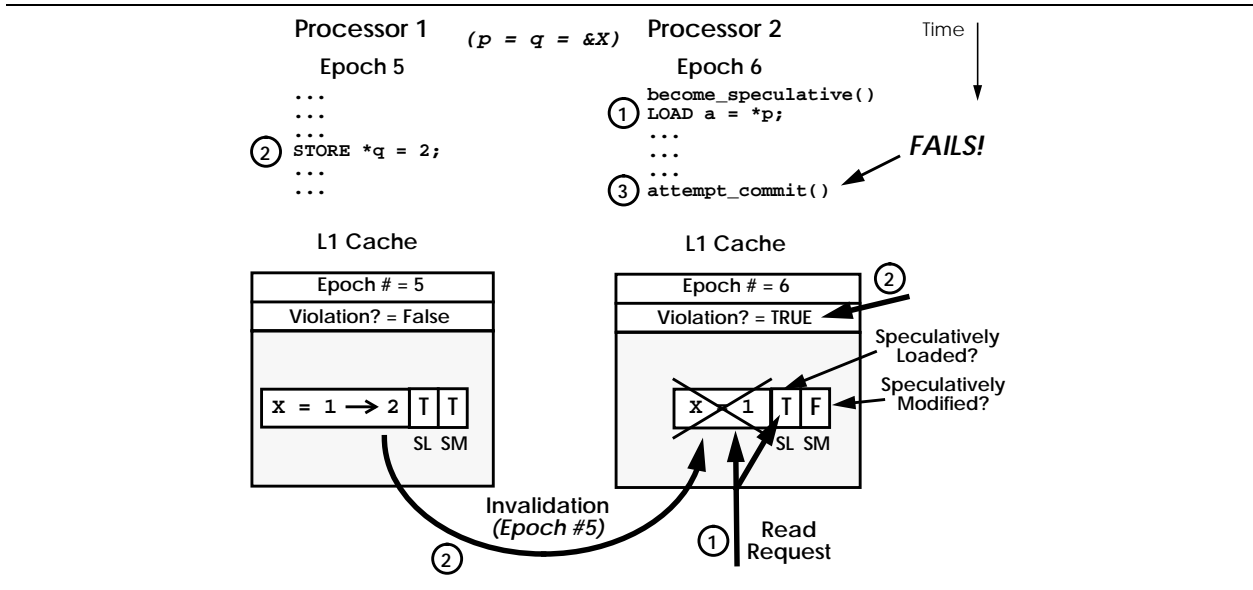 Processor 1
(p = q = &X)
Processor 2
Time
Epoch 5
Epoch 6
...
...
...
2
STORE *q = 2;
...
...
become_speculative()
1
LOAD a = *p;
...
...
...
3
attempt_commit()
FAILS!
L1 Cache
L1 Cache
Epoch # = 5
Violation? = False
X = 1 → 2
T
T
SL SM
Epoch # = 6
Violation? = TRUE
2
Speculatively
Loaded?
Speculatively
Modified?
X = 1
T
F
SL SM
Invalidation
(Epoch #5)
2
1
Read
Request